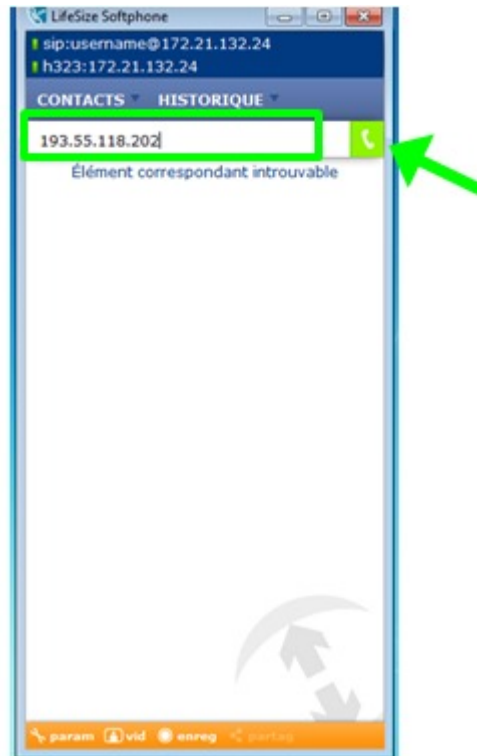 LifeSize Softphone
sip:username@172.21.132.24
h323:172.21.132.24
CONTACTS HISTORIQUE
193.55.118.202
Élément correspondant introuvable
param vid enreg partag